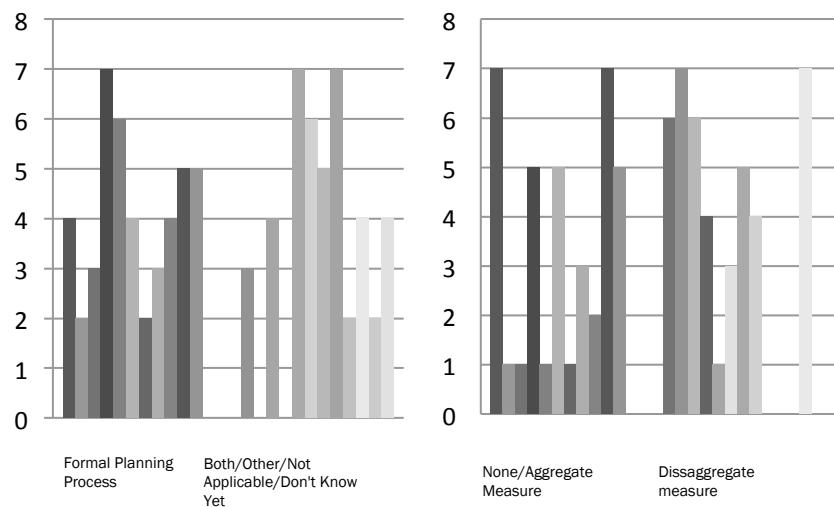 8
7
6
5
4
3
2
1
0
Formal Planning
Process
Both/Other/Not
Applicable/Don't Know
Yet
8
7
6
5
4
3
2
1
0
None/Aggregate
Measure
Dissaggregate
measure